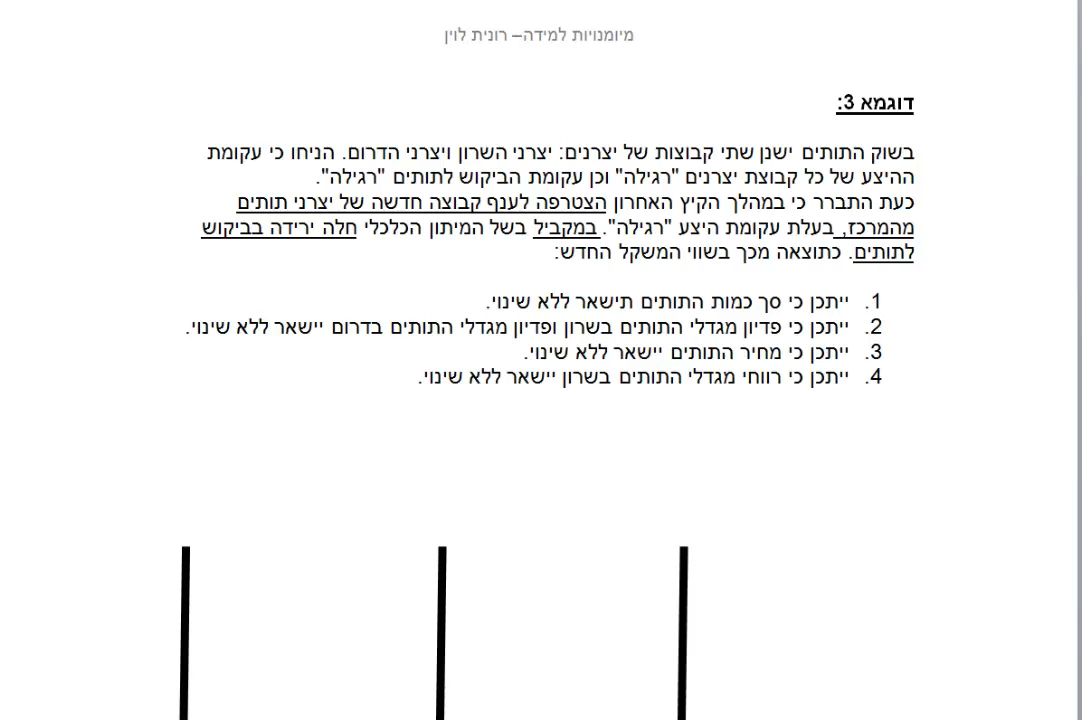 מיומנויות למידה– רונית לוין
דוגמא 3:
בשוק התותים ישנן שתי קבוצות של יצרנים: יצרני השרון ויצרני הדרום. הניחו כי עקומת
ההיצע של כל קבוצת יצרנים "רגילה" וכן עקומת הביקוש לתותים "רגילה".
כעת התברר כי במהלך הקיץ האחרון הצטרפה לענף קבוצה חדשה של יצרני תותים
מהמרכז, בעלת עקומת היצע "רגילה". במקביל בשל המיתון הכלכלי חלה ירידה בביקוש
לתותים. כתוצאה מכך בשווי המשקל החדש:
1. ייתכן כי סך כמות התותים תישאר ללא שינוי.
2. ייתכן כי פדיון מגדלי התותים בשרון ופדיון מגדלי התותים בדרום יישאר ללא שינוי.
3. ייתכן כי מחיר התותים יישאר ללא שינוי.
4. ייתכן כי רווחי מגדלי התותים בשרון יישאר ללא שינוי.